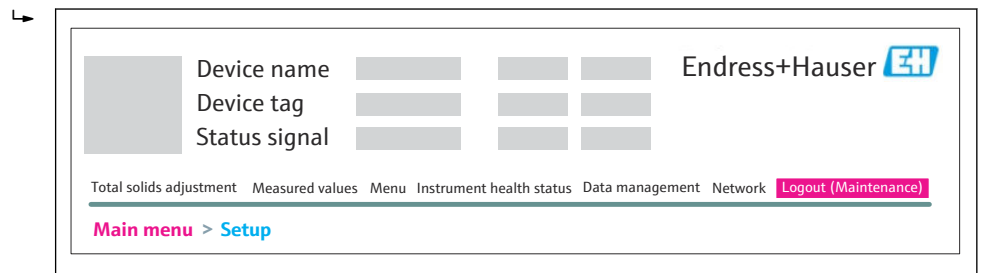 Device name
Endress+Hauser EH
Device tag
Status signal
Total solids adjustment Measured values Menu Instrument health status Data management Network Logout (Maintenance)
Main menu > Setup